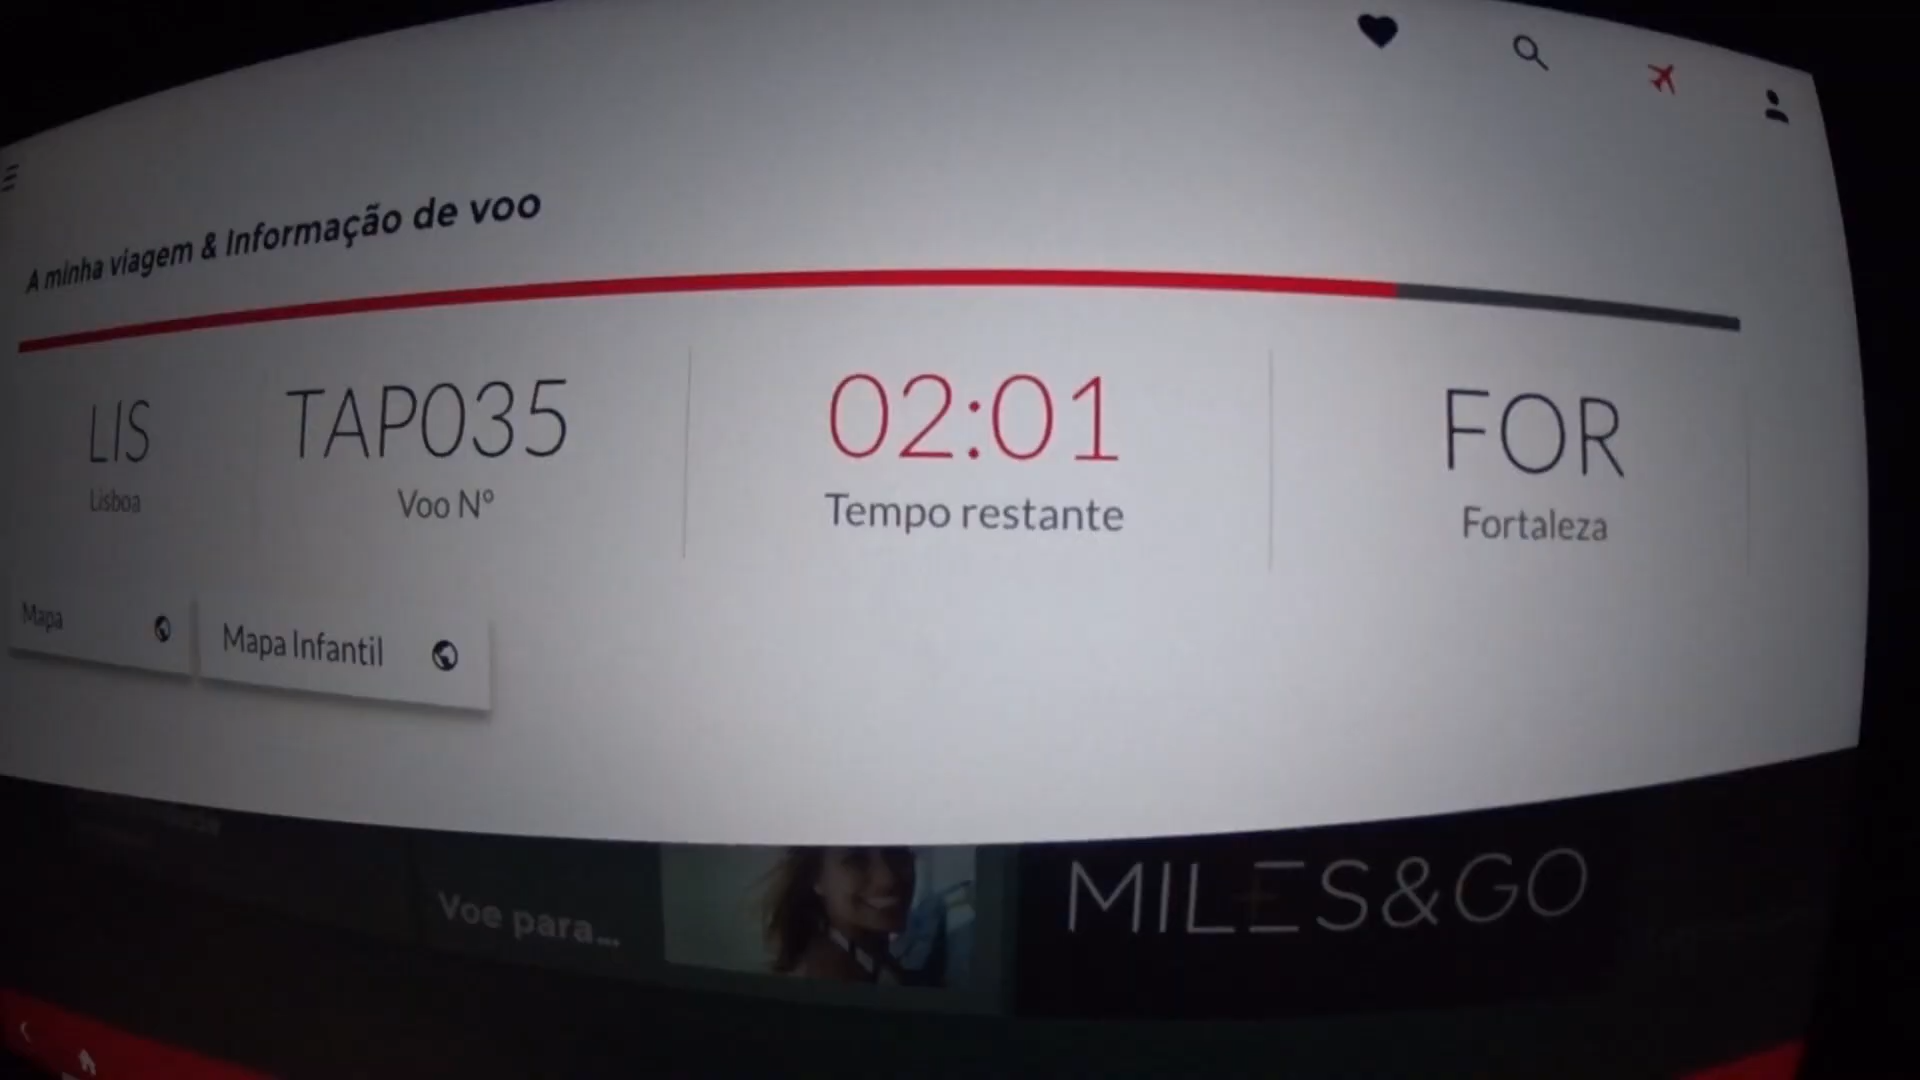 A minha viagem & Informação de voo
LIS
Lisboa
TAP035
Voo Nº
02:01
Tempo restante
FOR
Fortaleza
Mapa
Mapa Infantil
Voe para...
MILES&GO